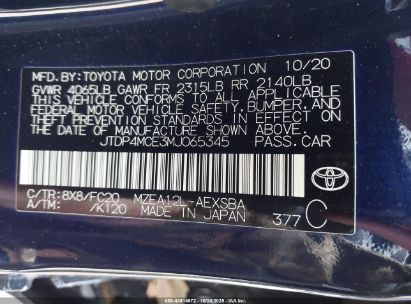 MFD.BY: TOYOTA MOTOR CORPORATION 10/20
GVWR 4065LB GAWR FR 2315LB RR 2140LB
THIS VEHICLE CONFORMS TO ALL APPLICABLE
FEDERAL MOTOR VEHICLE SAFETY, BUMPER, AND
THEFT PREVENTION STANDARDS IN EFFECT ON
THE DATE OF MANUFACTURE SHOWN ABOVE.
JTDP4MCE3MJ065345 PASS.CAR
C/TR: 8X8/FC20 MZEA12L-AEXSBA
A/TM: /K120 MADE IN JAPAN 377C